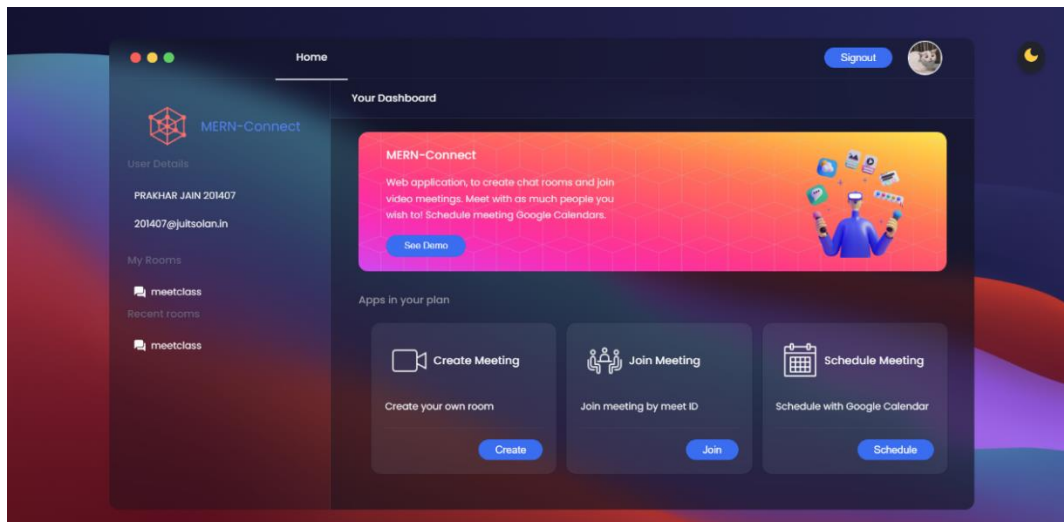 Home
Signout
MERN-Connect
User Details
PRAKHAR JAIN 201407
201407@juitsolan.in
My Rooms
meetclass
Recent rooms
meetclass
Your Dashboard
MERN-Connect
Web application, to create chat rooms and join
video meetings. Meet with as much people you
wish to! Schedule meeting Google Calendars.
See Demo
Apps in your plan
Create Meeting
Create your own room
Create
Join Meeting
Join meeting by meet ID
Join
Schedule Meeting
Schedule with Google Calendar
Schedule